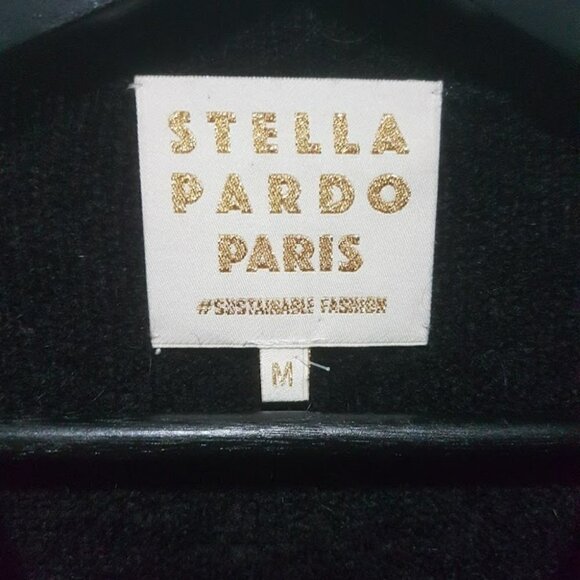 STELLA
PARDO
PARIS
#SUSTAINABLE FASHION
M